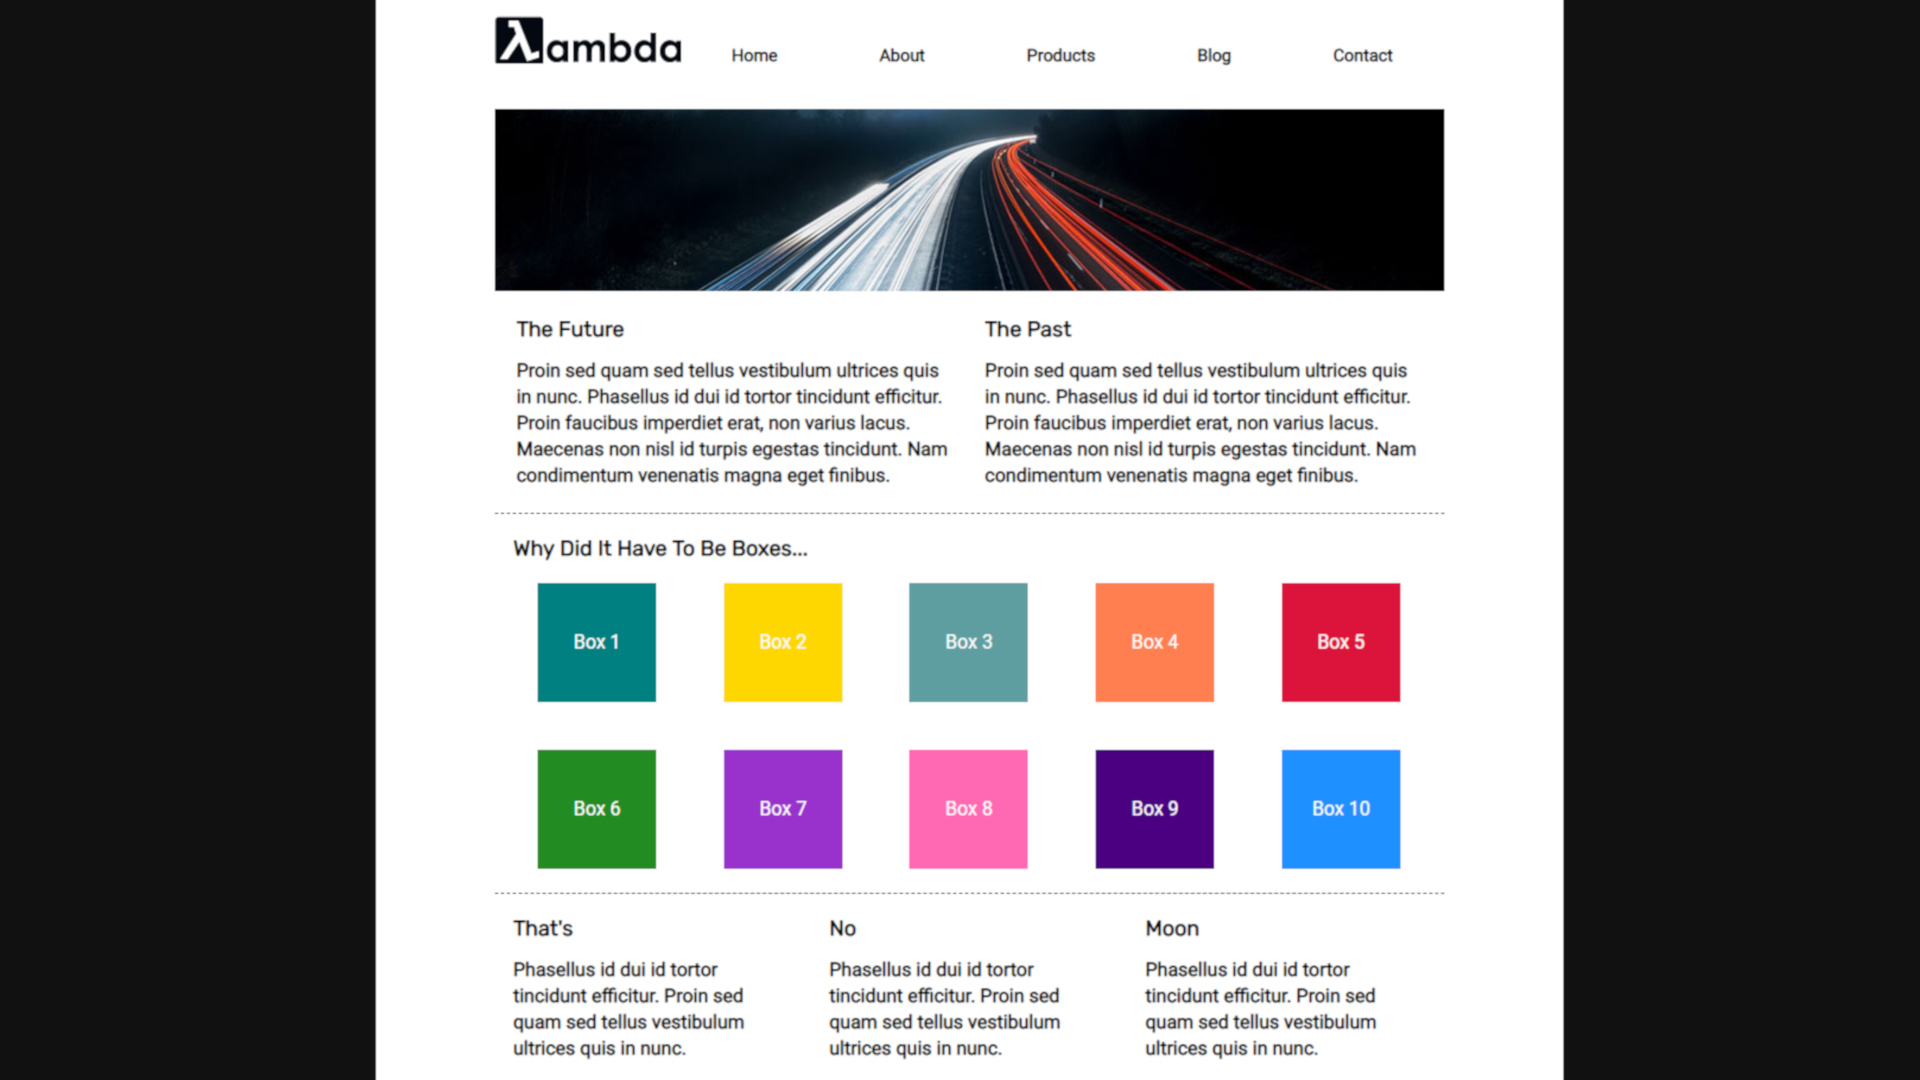 λambda
Home About Products Blog Contact
The Future
Proin sed quam sed tellus vestibulum ultrices quis
in nunc. Phasellus id dui id tortor tincidunt efficitur.
Proin faucibus imperdiet erat, non varius lacus.
Maecenas non nisl id turpis egestas tincidunt. Nam
condimentum venenatis magna eget finibus.
The Past
Proin sed quam sed tellus vestibulum ultrices quis
in nunc. Phasellus id dui id tortor tincidunt efficitur.
Proin faucibus imperdiet erat, non varius lacus.
Maecenas non nisl id turpis egestas tincidunt. Nam
condimentum venenatis magna eget finibus.
Why Did It Have To Be Boxes...
Box 1 Box 2 Box 3 Box 4 Box 5
Box 6 Box 7 Box 8 Box 9 Box 10
That's
Phasellus id dui id tortor
tincidunt efficitur. Proin sed
quam sed tellus vestibulum
ultrices quis in nunc.
No
Phasellus id dui id tortor
tincidunt efficitur. Proin sed
quam sed tellus vestibulum
ultrices quis in nunc.
Moon
Phasellus id dui id tortor
tincidunt efficitur. Proin sed
quam sed tellus vestibulum
ultrices quis in nunc.